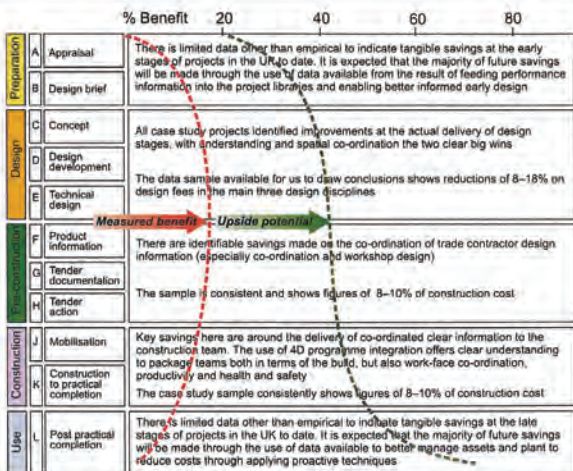 % Benefit 20 40 60 80
Preparation
A Appraisal
There is limited data other than empirical to indicate tangible savings at the early
stages of projects in the UK to date. It is expected that the majority of future savings
will be made through the use of data available from the result of feeding performance
information into the project libraries and enabling better informed early design
B Design brief
Design
C Concept
All case study projects identified improvements at the actual delivery of design
stages, with understanding and spatial co-ordination the two clear big wins
D Design
development
The data sample available for us to draw conclusions shows reductions of 8–18% on
design fees in the main three design disciplines
E Technical
design
Measured benefit Upside potential
Pre-construction
F Product
information
There are identifiable savings made on the co-ordination of trade contractor design
information (especially co-ordination and workshop design)
G Tender
documentation
The sample is consistent and shows figures of 8–10% of construction cost
H Tender
action
Construction
J Mobilisation
Key savings here are around the delivery of co-ordinated clear information to the
construction team. The use of 4D programme integration offers clear understanding
to package teams both in terms of the build, but also work-face co-ordination,
productivity and health and safety
K Construction
to practical
completion
The case study sample consistently shows figures of 8–10% of construction cost
Use
L Post practical
completion
There is limited data other than empirical to indicate tangible savings at the late
stages of projects in the UK to date. It is expected that the majority of future savings
will be made through the use of data available to better manage assets and plant to
reduce costs through applying proactive techniques